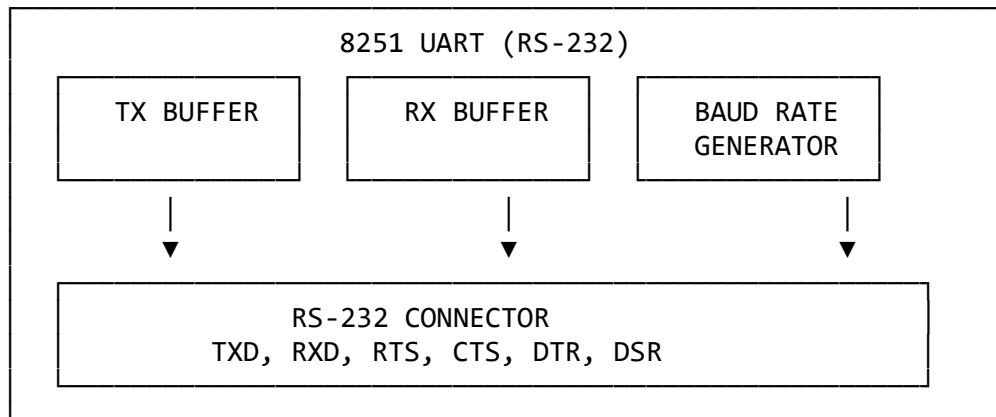 8251 UART (RS-232)
TX BUFFER RX BUFFER BAUD RATE
GENERATOR
RS-232 CONNECTOR
TXD, RXD, RTS, CTS, DTR, DSR